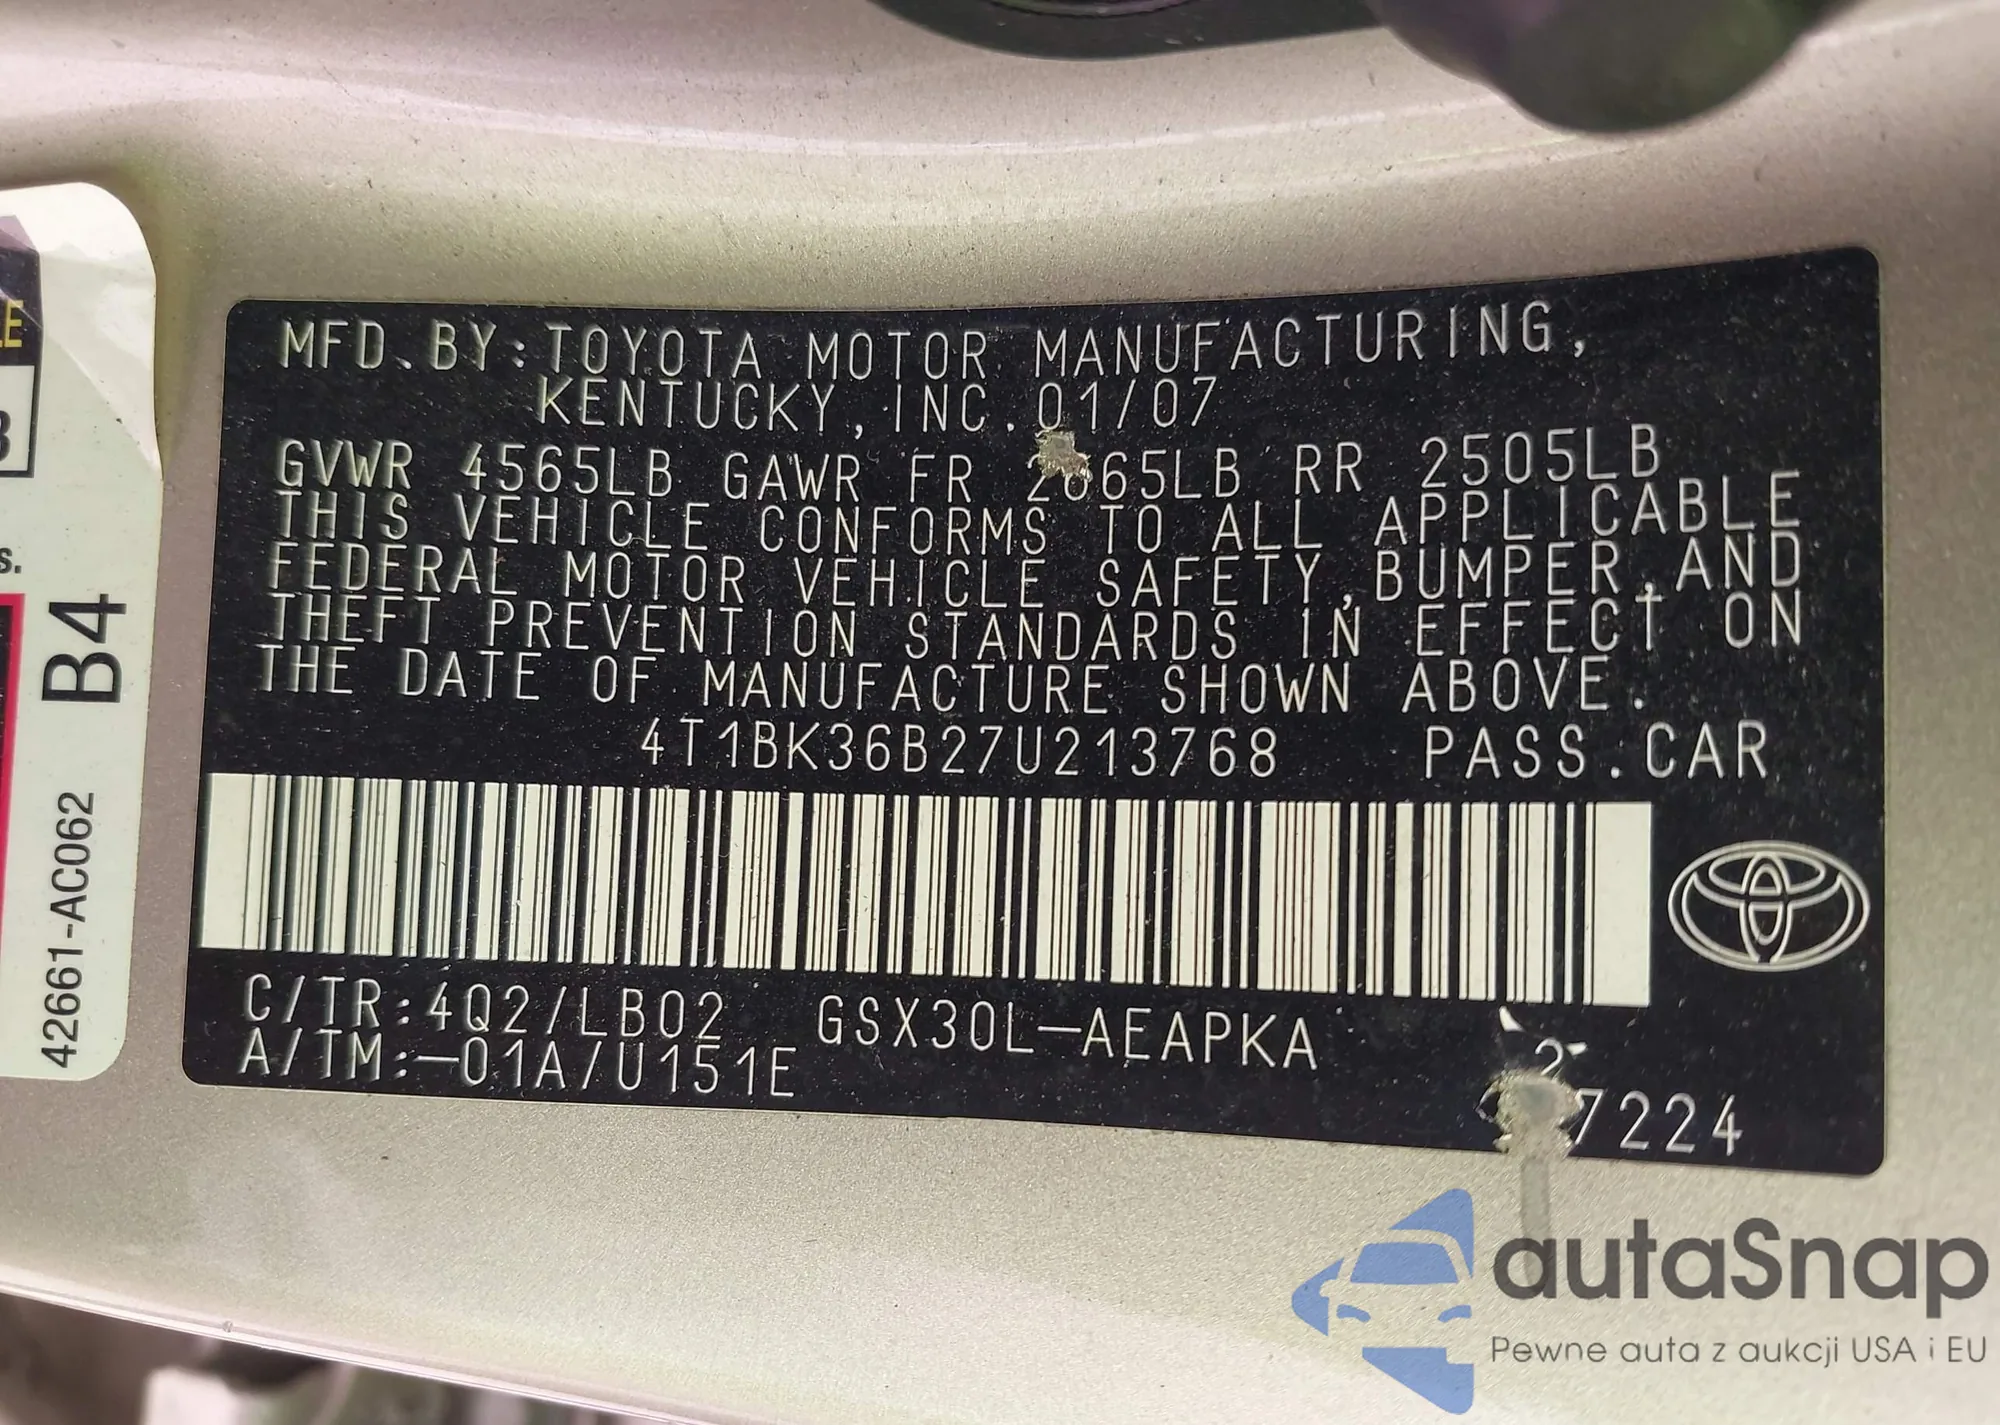 MFD.BY:TOYOTA MOTOR MANUFACTURING,
KENTUCKY,INC.01/07
GVWR 4565LB GAWR FR LB RR 2505LB
THIS VEHICLE CONFORMS TO ALL APPLICABLE
FEDERAL MOTOR VEHICLE SAFETY,BUMPER,AND
THEFT PREVENTION STANDARDS IN EFFECT ON
THE DATE OF MANUFACTURE SHOWN ABOVE.
4T1BK36B27U213768 PASS.CAR
C/TR:4Q2/LB02 GSX30L-AEAPKA
A/TM:-01A/U151E
7224
B4
42661-AC062
autaSnap
Pewne auta z aukcji USA i EU